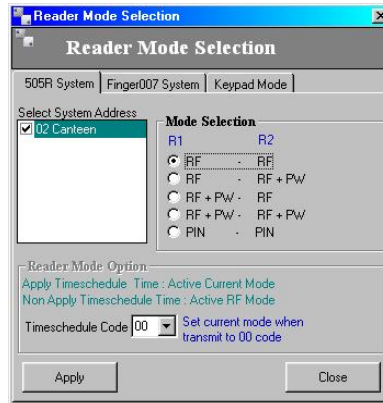 Reader Mode Selection
Reader Mode Selection
505R System Finger007 System Keypad Mode
Select System Address
02 Canteen
Mode Selection
R1 R2
RF - RF
RF - RF + PW
RF + PW - RF
RF + PW - RF + PW
PIN - PIN
Reader Mode Option
Apply Timeschedule Time : Active Current Mode
Non Apply Timeschedule Time : Active RF Mode
Timeschedule Code 00 Set current mode when
transmit to 00 code
Apply Close